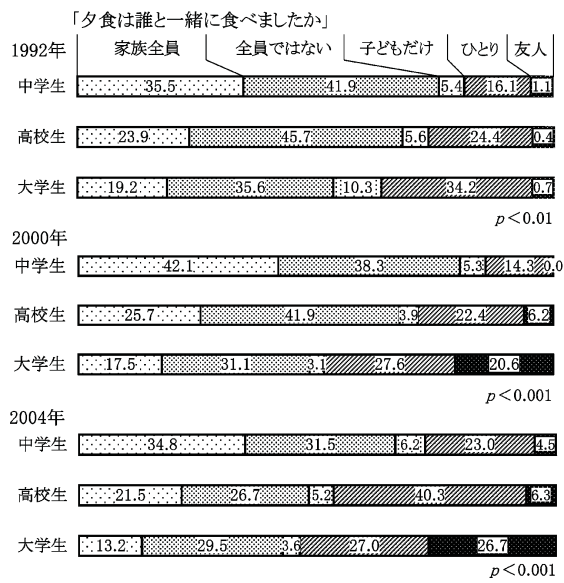 「夕食は誰と一緒に食べましたか」
1992年 家族全員 全員ではない 子どもだけ ひとり 友人
中学生 35.5 41.9 5.4 16.1 1.1
高校生 23.9 45.7 5.6 24.4 0.4
大学生 19.2 35.6 10.3 34.2 0.7
p<0.01
2000年
中学生 42.1 38.3 5.3 14.3 0.0
高校生 25.7 41.9 3.9 22.4 6.2
大学生 17.5 31.1 3.1 27.6 20.6
p<0.001
2004年
中学生 34.8 31.5 6.2 23.0 4.5
高校生 21.5 26.7 5.2 40.3 6.3
大学生 13.2 29.5 3.6 27.0 26.7
p<0.001